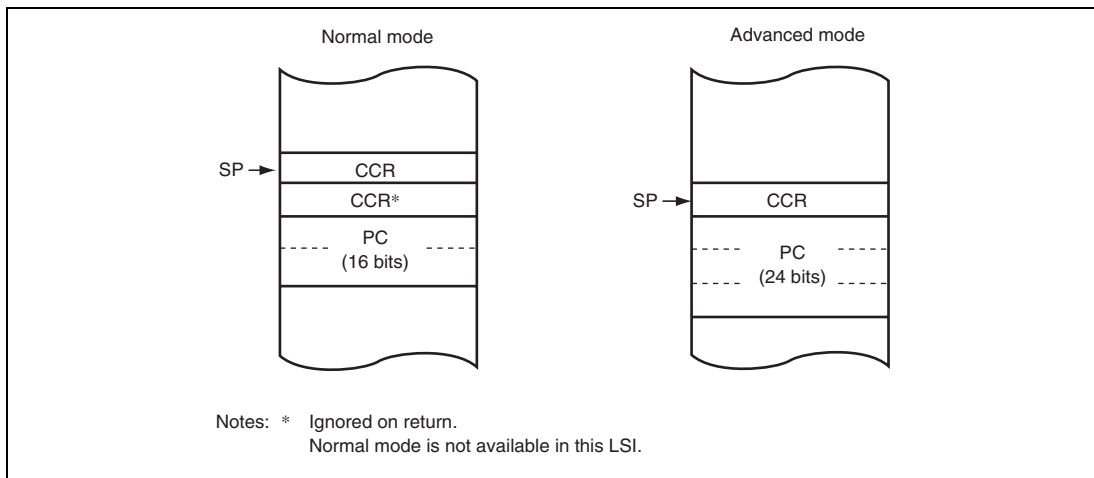 Normal mode
SP
CCR
CCR*
PC
(16 bits)
Advanced mode
SP
CCR
PC
(24 bits)
Notes: * Ignored on return.
Normal mode is not available in this LSI.